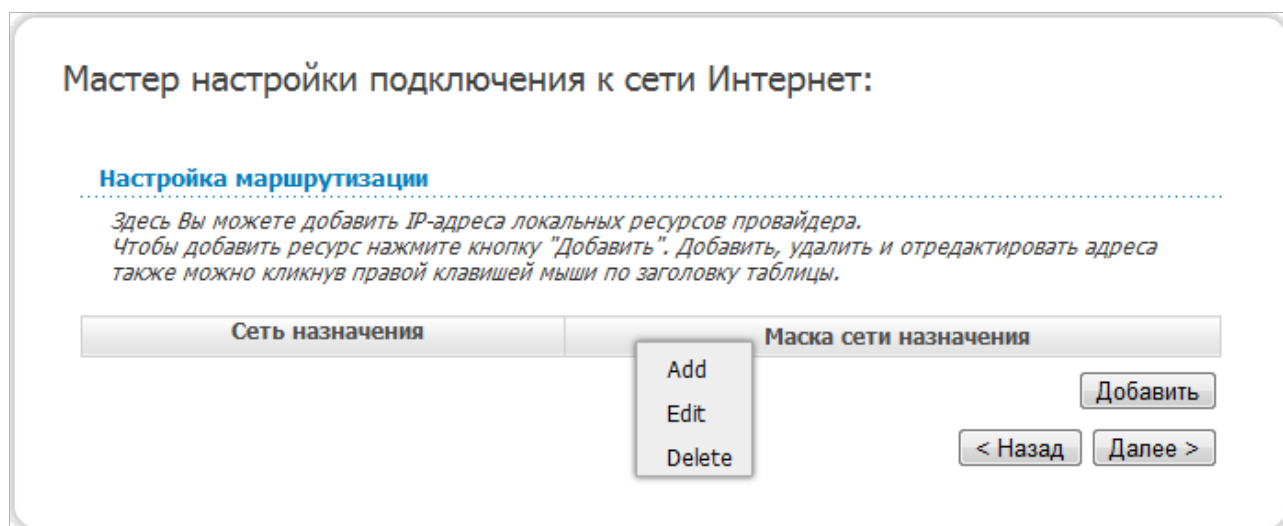 Мастер настройки подключения к сети Интернет:
Настройка маршрутизации
Здесь Вы можете добавить IP-адреса локальных ресурсов провайдера.
Чтобы добавить ресурс нажмите кнопку "Добавить". Добавить, удалить и отредактировать адреса
также можно кликнув правой клавишей мыши по заголовку таблицы.
Сеть назначения Маска сети назначения
Add
Edit
Delete
Добавить
< Назад Далее >